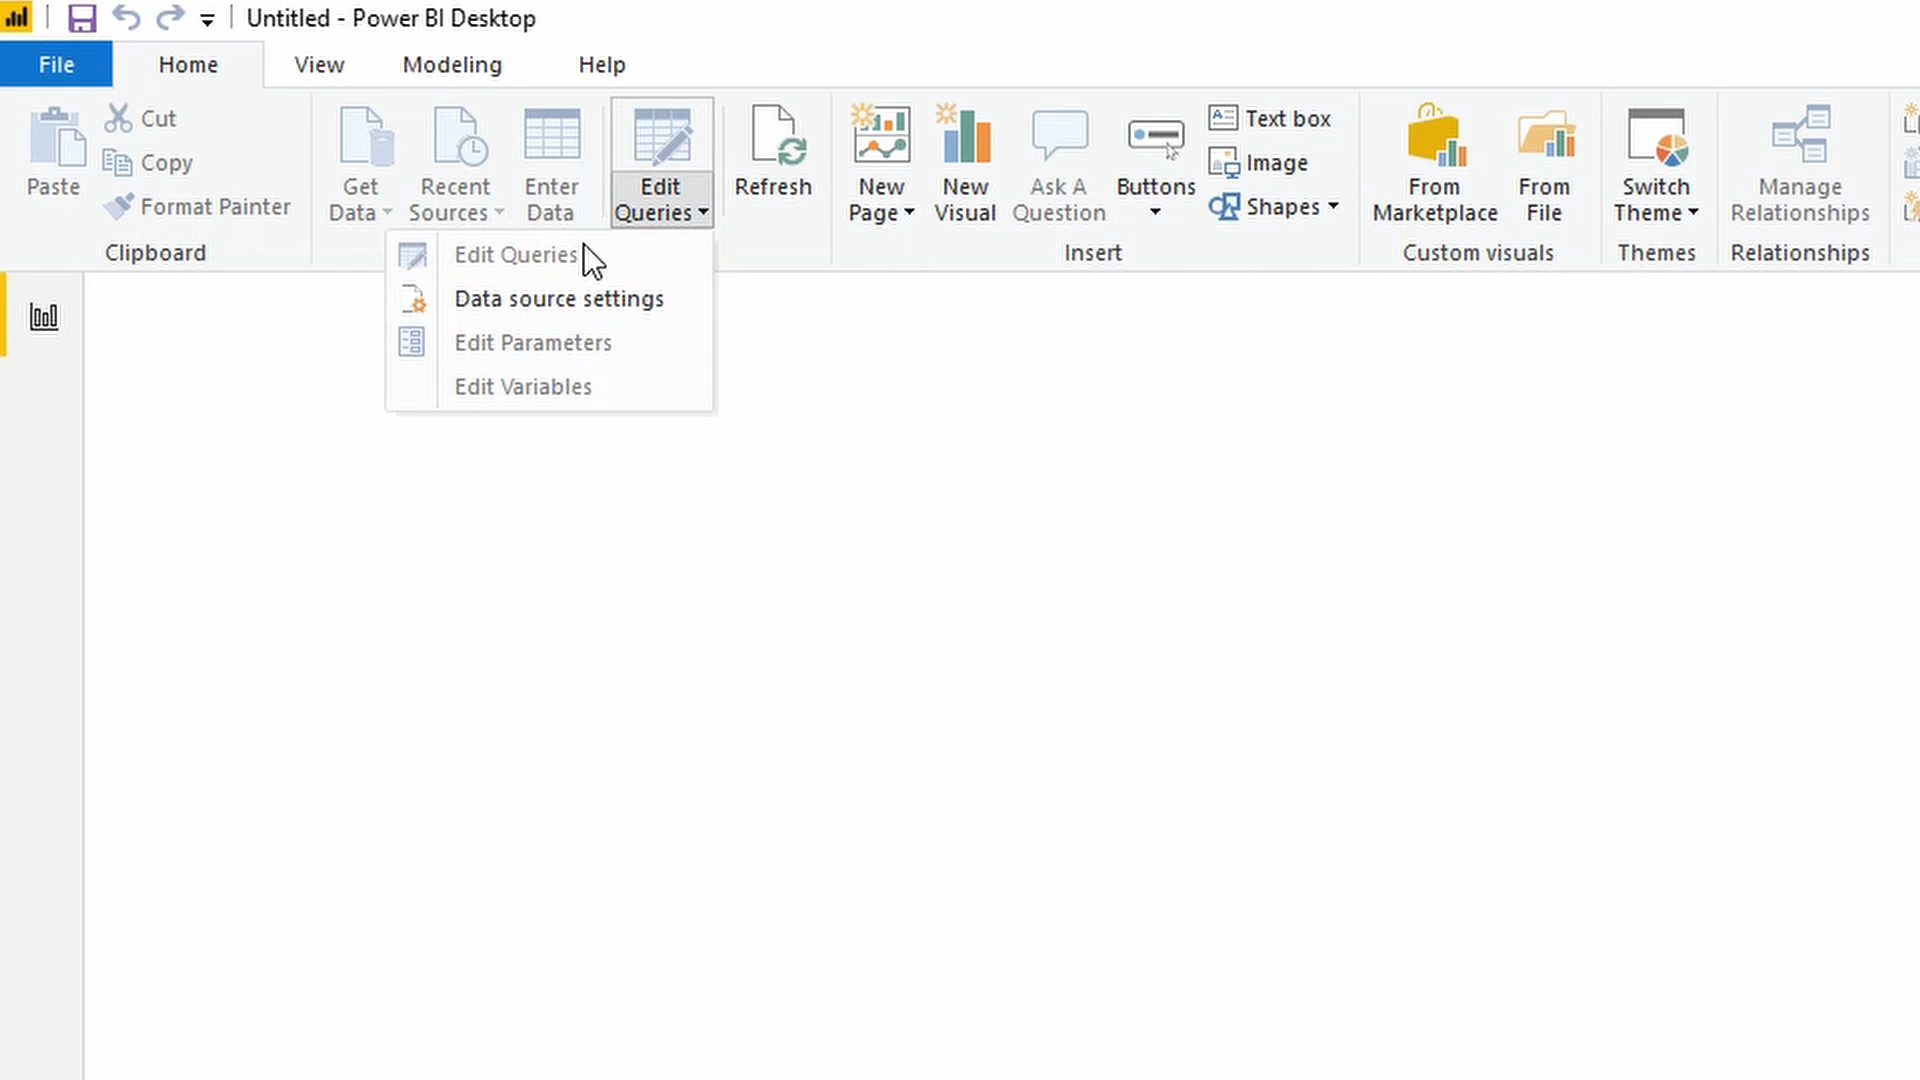 Untitled - Power BI Desktop
File Home View Modeling Help
Paste
Cut
Copy
Format Painter
Clipboard
Get
Data
Recent
Sources
Enter
Data
Edit
Queries
Refresh
New
Page
New
Visual
Ask A
Question
Buttons
Text box
Image
Shapes
Insert
From
Marketplace
From
File
Custom visuals
Switch
Theme
Themes
Manage
Relationships
Relationships
Edit Queries
Data source settings
Edit Parameters
Edit Variables